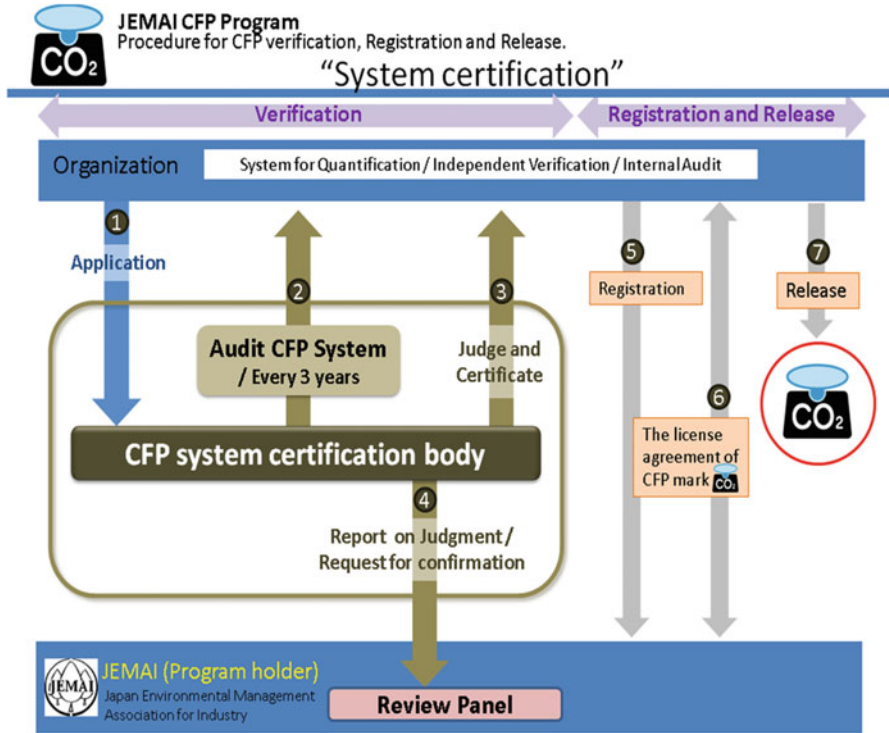 JEMAI CFP Program
Procedure for CFP verification, Registration and Release.
CO2
“System certification”
Verification
Registration and Release
Organization
System for Quantification / Independent Verification / Internal Audit
1
Application
2
Audit CFP System
/ Every 3 years
3
Judge and
Certificate
5
Registration
7
Release
CO2
6
The license
agreement of
CFP mark CO2
CFP system certification body
4
Report on Judgment /
Request for confirmation
JEMAI
JEMAI (Program holder)
Japan Environmental Management
Association for Industry
Review Panel